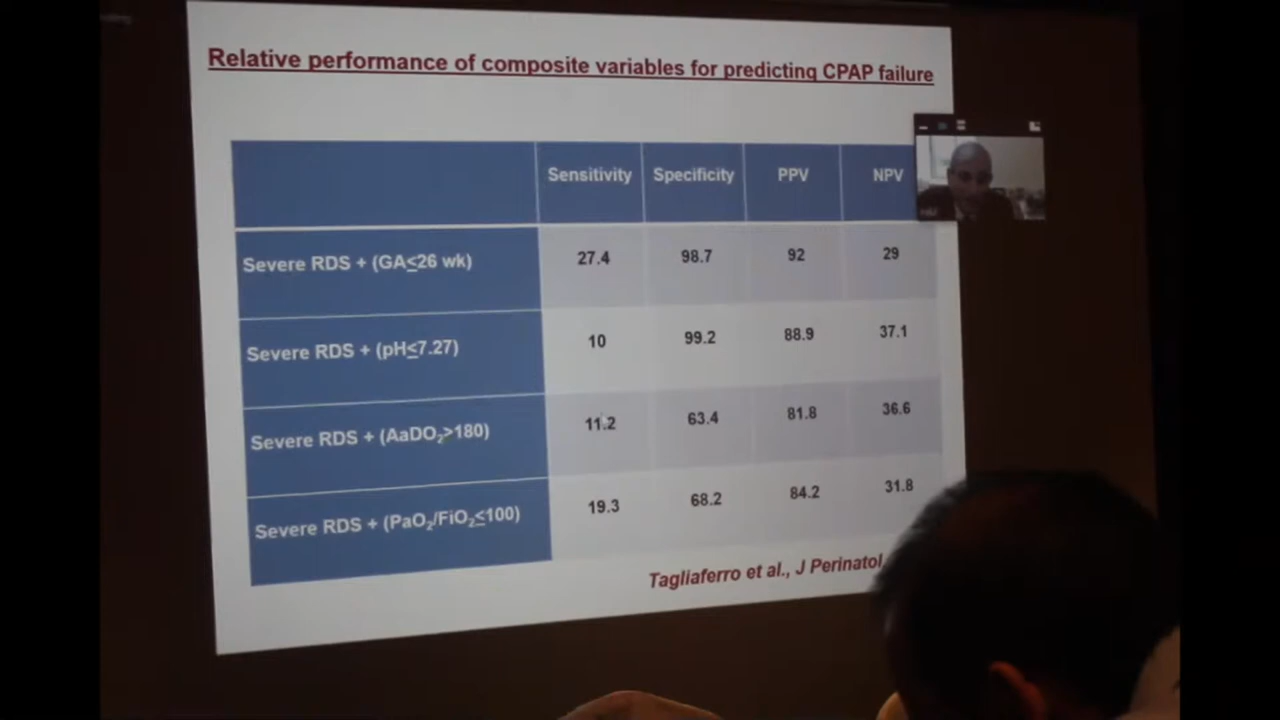 Relative performance of composite variables for predicting CPAP failure
Sensitivity Specificity PPV NPV
Severe RDS + (GA≤26 wk) 27.4 98.7 92 29
Severe RDS + (pH≤7.27) 10 99.2 88.9 37.1
Severe RDS + (AaDO₂>180) 11.2 63.4 81.8 36.6
Severe RDS + (PaO₂/FiO₂≤100) 19.3 68.2 84.2 31.8
Tagliaferro et al., J Perinatol